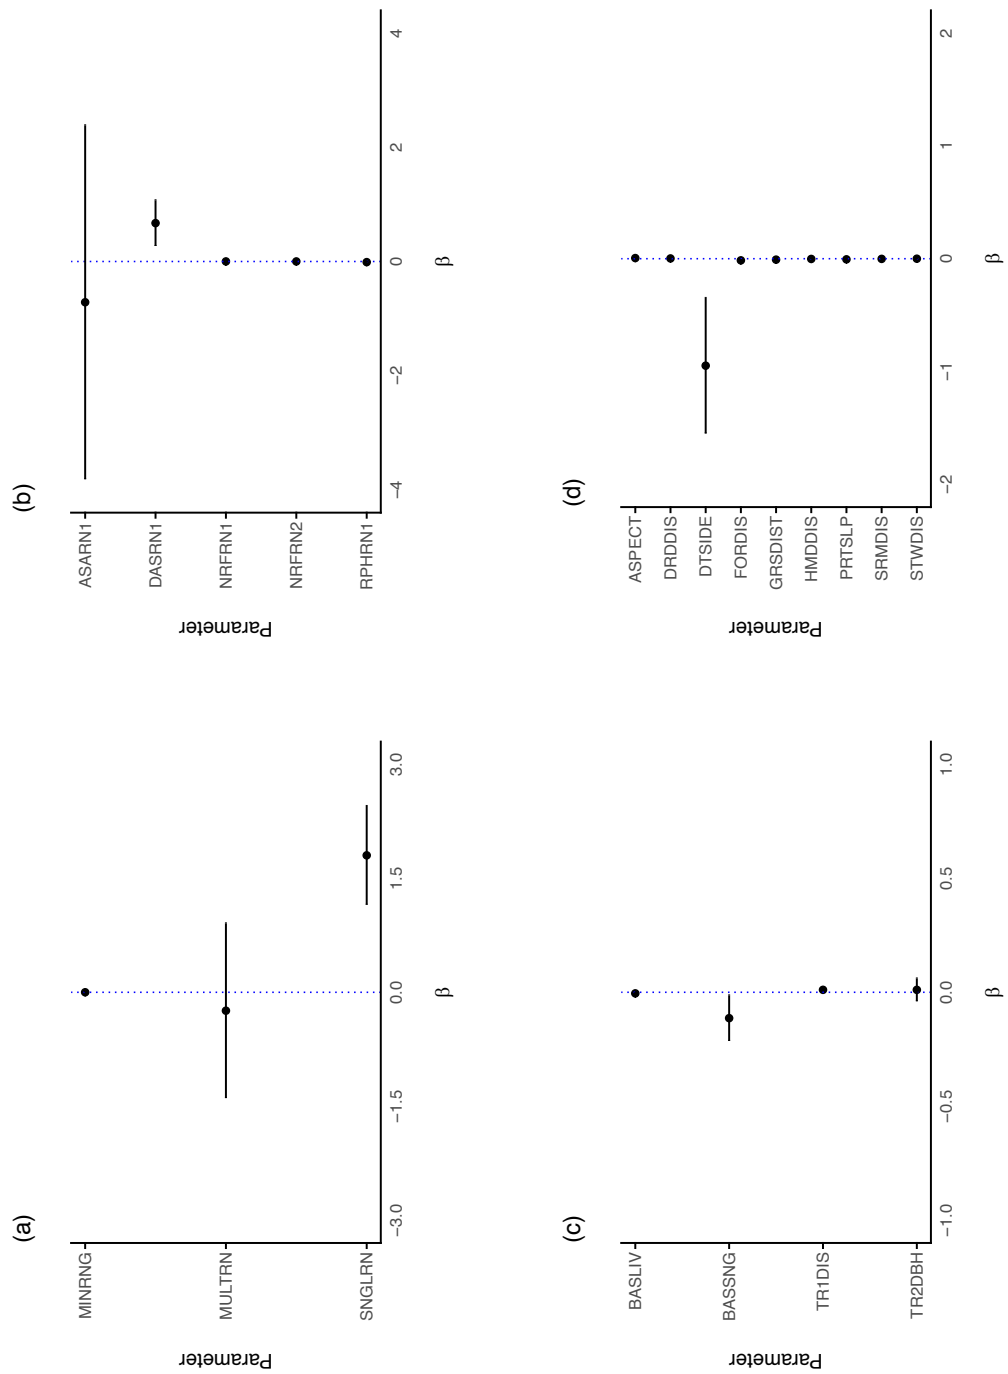 (a)
Parameter
MINRNG
MULTRN
SNGLRN
−3.0
−1.5
0.0
1.5
3.0
β
(b)
Parameter
ASARN1
DASRN1
NRFRN1
NRFRN2
RPHRN1
−4
−2
0
2
4
β
(c)
Parameter
BASLIV
BASSNG
TR1DIS
TR2DBH
−1.0
−0.5
0.0
0.5
1.0
β
(d)
Parameter
ASPECT
DRDDIS
DTSIDE
FORDIS
GRSDIST
HMDDIS
PRTSLP
SRMDIS
STWDIS
−2
−1
0
1
2
β